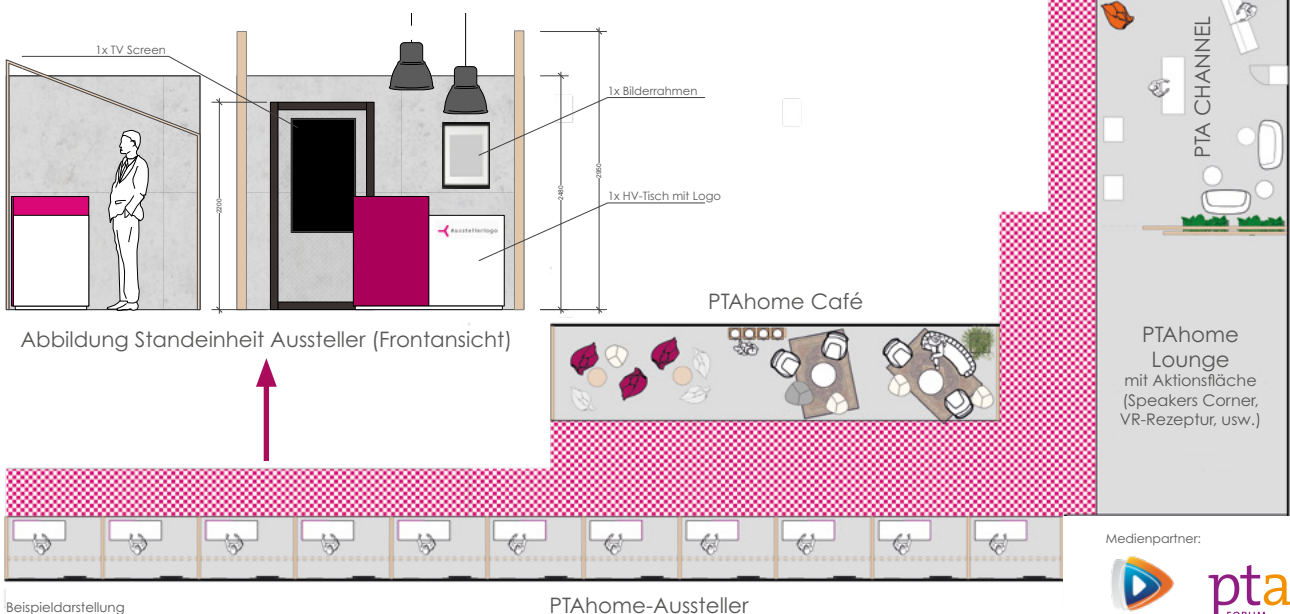 1x TV Screen
1x Bilderrahmen
1x HV-Tisch mit Logo
Ausstellerlogo
2200
2480
2950
Abbildung Standeinheit Aussteller (Frontansicht)
PTAhome Café
PTA CHANNEL
PTAhome
Lounge
mit Aktionsfläche
(Speakers Corner,
VR-Rezeptur, usw.)
Medienpartner:
pta
FORUM
Beispieldarstellung
PTAhome-Aussteller